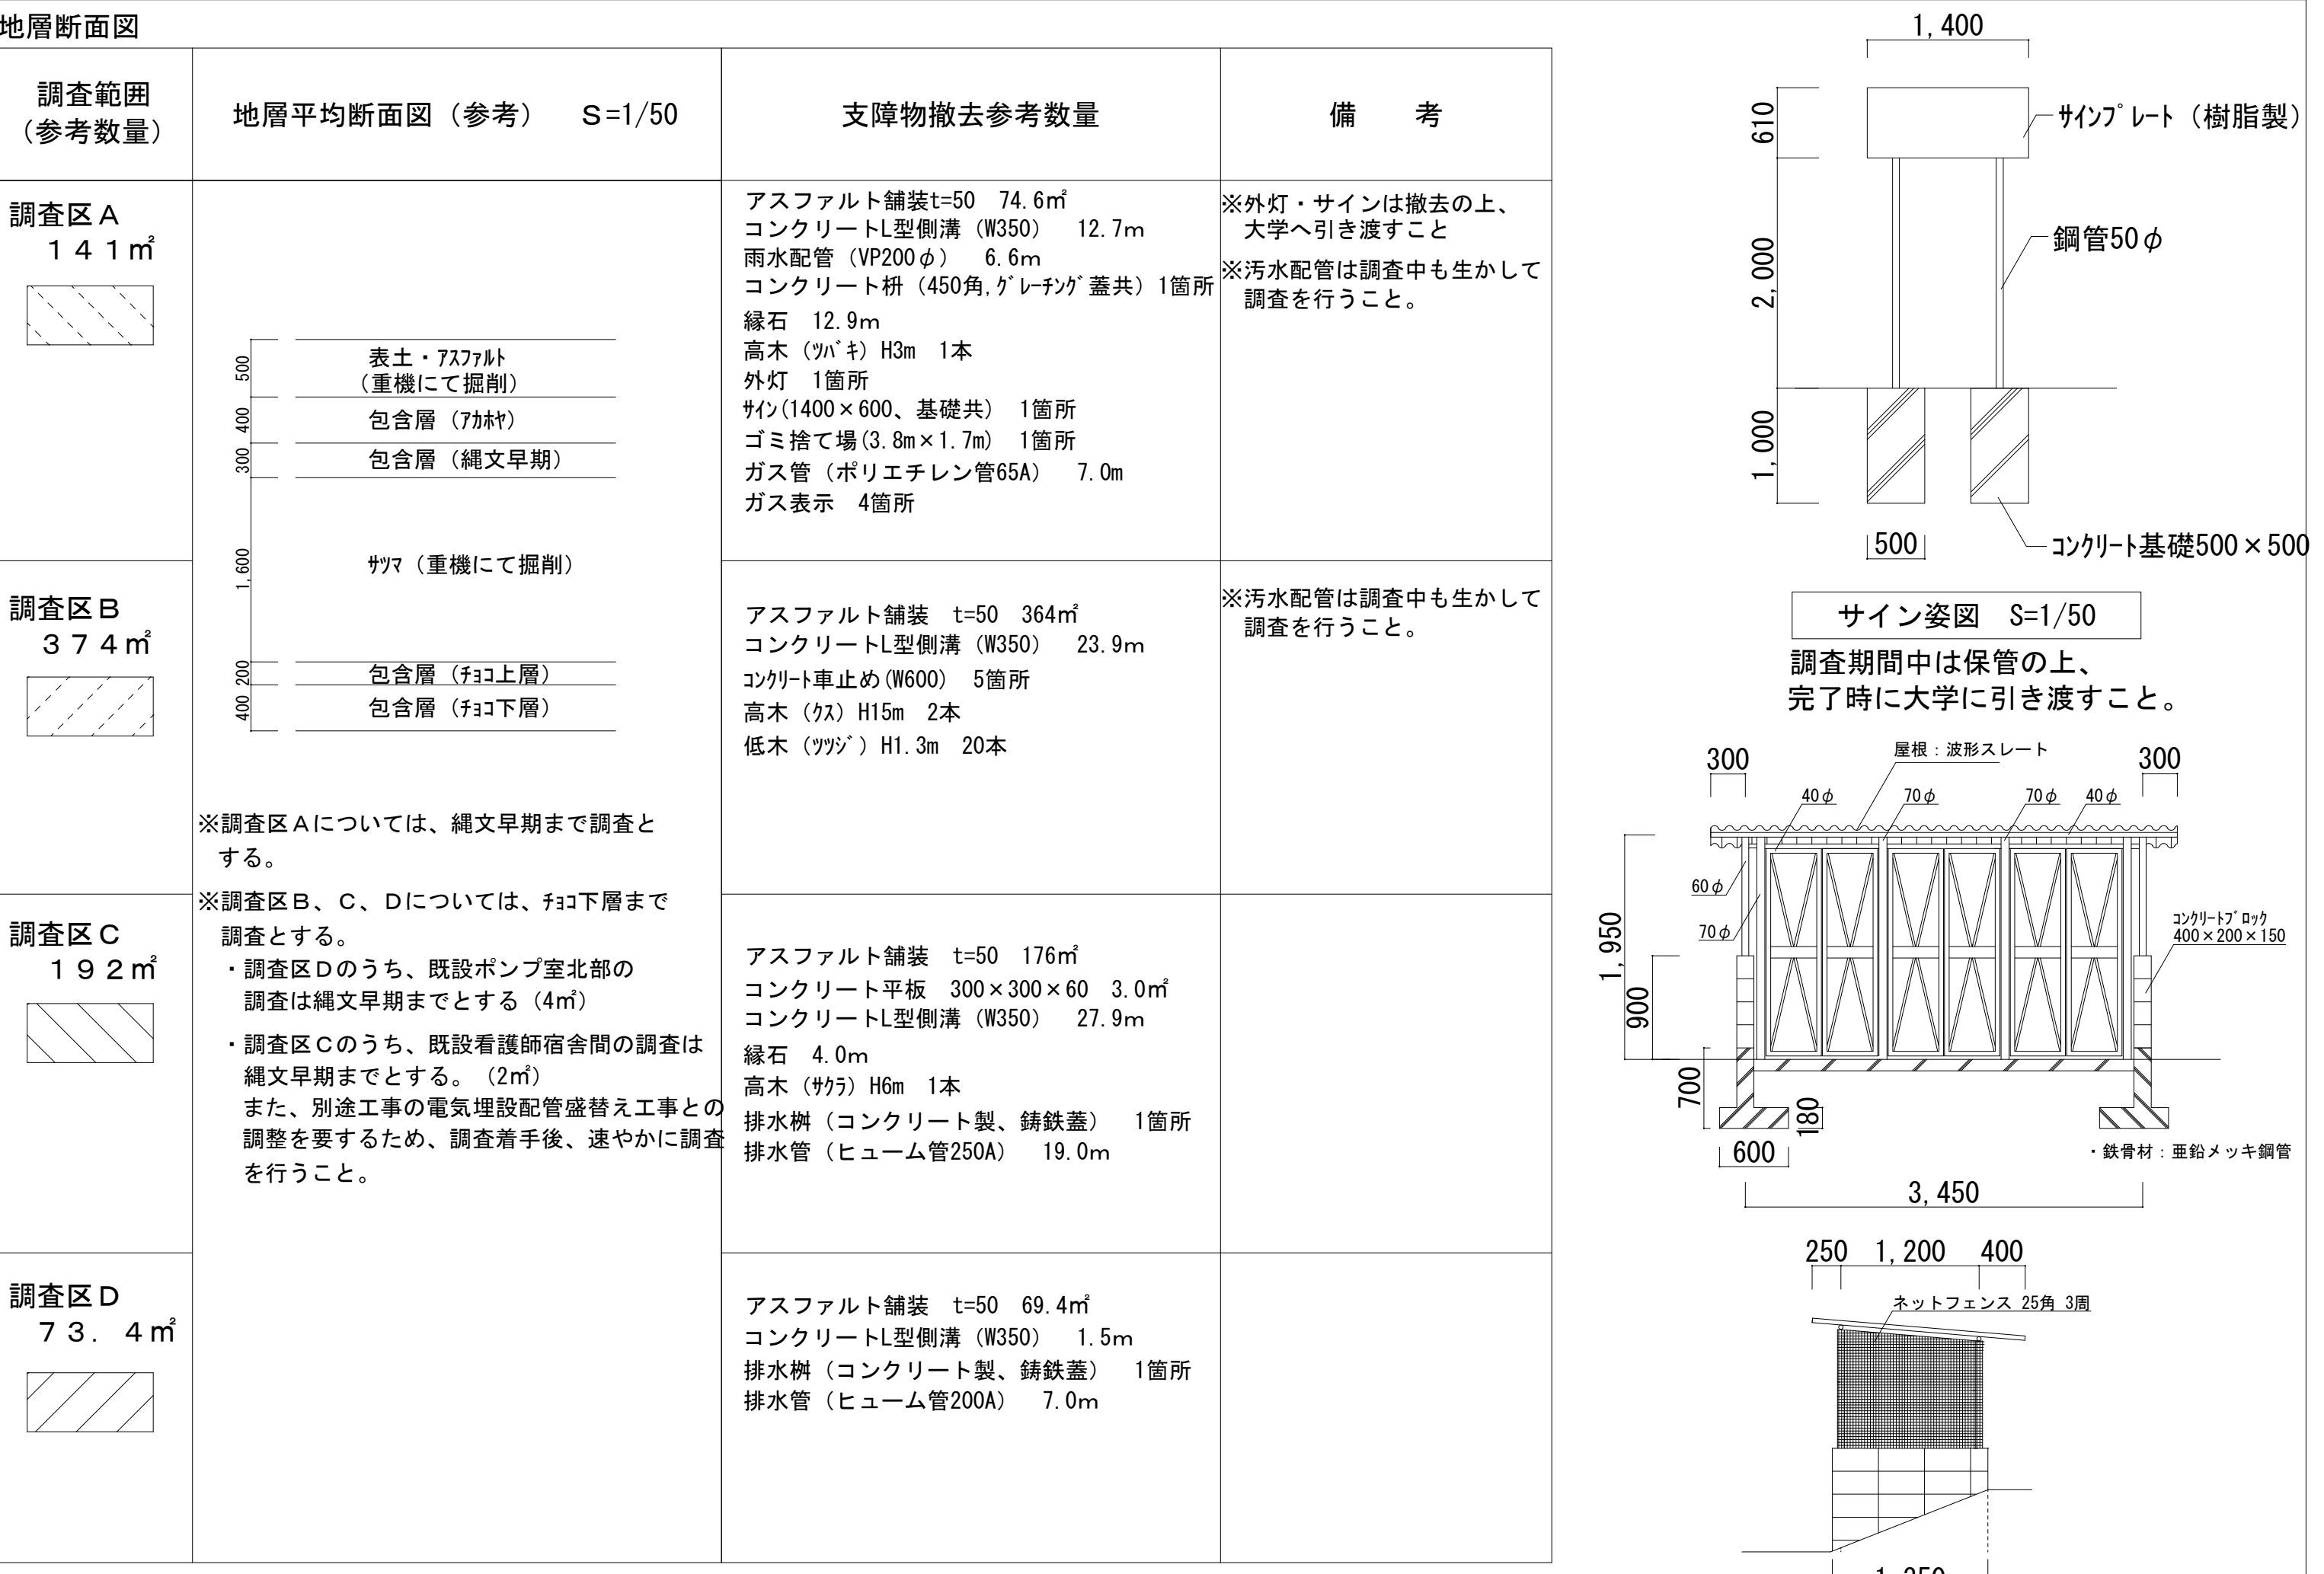 地層断面図
調査範囲
（参考数量）
地層平均断面図（参考）　S=1/50
支障物撤去参考数量
備　考
調査区A
141㎡
500
表土・アスファルト
（重機にて掘削）
400
包含層（アカホヤ）
300
包含層（縄文早期）
1,600
サツマ（重機にて掘削）
200
包含層（チョコ上層）
400
包含層（チョコ下層）
※調査区Aについては、縄文早期まで調査と
する。
※調査区B、C、Dについては、チョコ下層まで
調査とする。
・調査区Dのうち、既設ポンプ室北部の
調査は縄文早期までとする（4㎡）
・調査区Cのうち、既設看護師宿舎間の調査は
縄文早期までとする。（2㎡）
また、別途工事の電気埋設配管盛替え工事との
調整を要するため、調査着手後、速やかに調査
を行うこと。
アスファルト舗装t=50　74.6㎡
コンクリートL型側溝（W350）　12.7m
雨水配管（VP200φ）　6.6m
コンクリート枡（450角,グレーチング蓋共）1箇所
縁石　12.9m
高木（ツバキ）H3m　1本
外灯　1箇所
サイン(1400×600、基礎共）　1箇所
ゴミ捨て場(3.8m×1.7m)　1箇所
ガス管（ポリエチレン管65A）　7.0m
ガス表示　4箇所
※外灯・サインは撤去の上、
大学へ引き渡すこと
※汚水配管は調査中も生かして
調査を行うこと。
調査区B
374㎡
アスファルト舗装　t=50　364㎡
コンクリートL型側溝（W350）　23.9m
コンクリート車止め(W600)　5箇所
高木（クス）H15m　2本
低木（ツツジ）H1.3m　20本
※汚水配管は調査中も生かして
調査を行うこと。
調査区C
192㎡
アスファルト舗装　t=50　176㎡
コンクリート平板　300×300×60　3.0㎡
コンクリートL型側溝（W350）　27.9m
縁石　4.0m
高木（サクラ）H6m　1本
排水桝（コンクリート製、鋳鉄蓋）　1箇所
排水管（ヒューム管250A）　19.0m
調査区D
73.4㎡
アスファルト舗装　t=50　69.4㎡
コンクリートL型側溝（W350）　1.5m
排水桝（コンクリート製、鋳鉄蓋）　1箇所
排水管（ヒューム管200A）　7.0m
1,400
610
サインプレート（樹脂製）
2,000
鋼管50φ
1,000
500
コンクリート基礎500×500
サイン姿図　S=1/50
調査期間中は保管の上、
完了時に大学に引き渡すこと。
300
屋根：波形スレート
300
40φ
70φ
70φ
40φ
60φ
70φ
コンクリートブロック
400×200×150
1,950
900
700
180
600
・鉄骨材：亜鉛メッキ鋼管
3,450
250
1,200
400
ネットフェンス 25角 3周
1,350